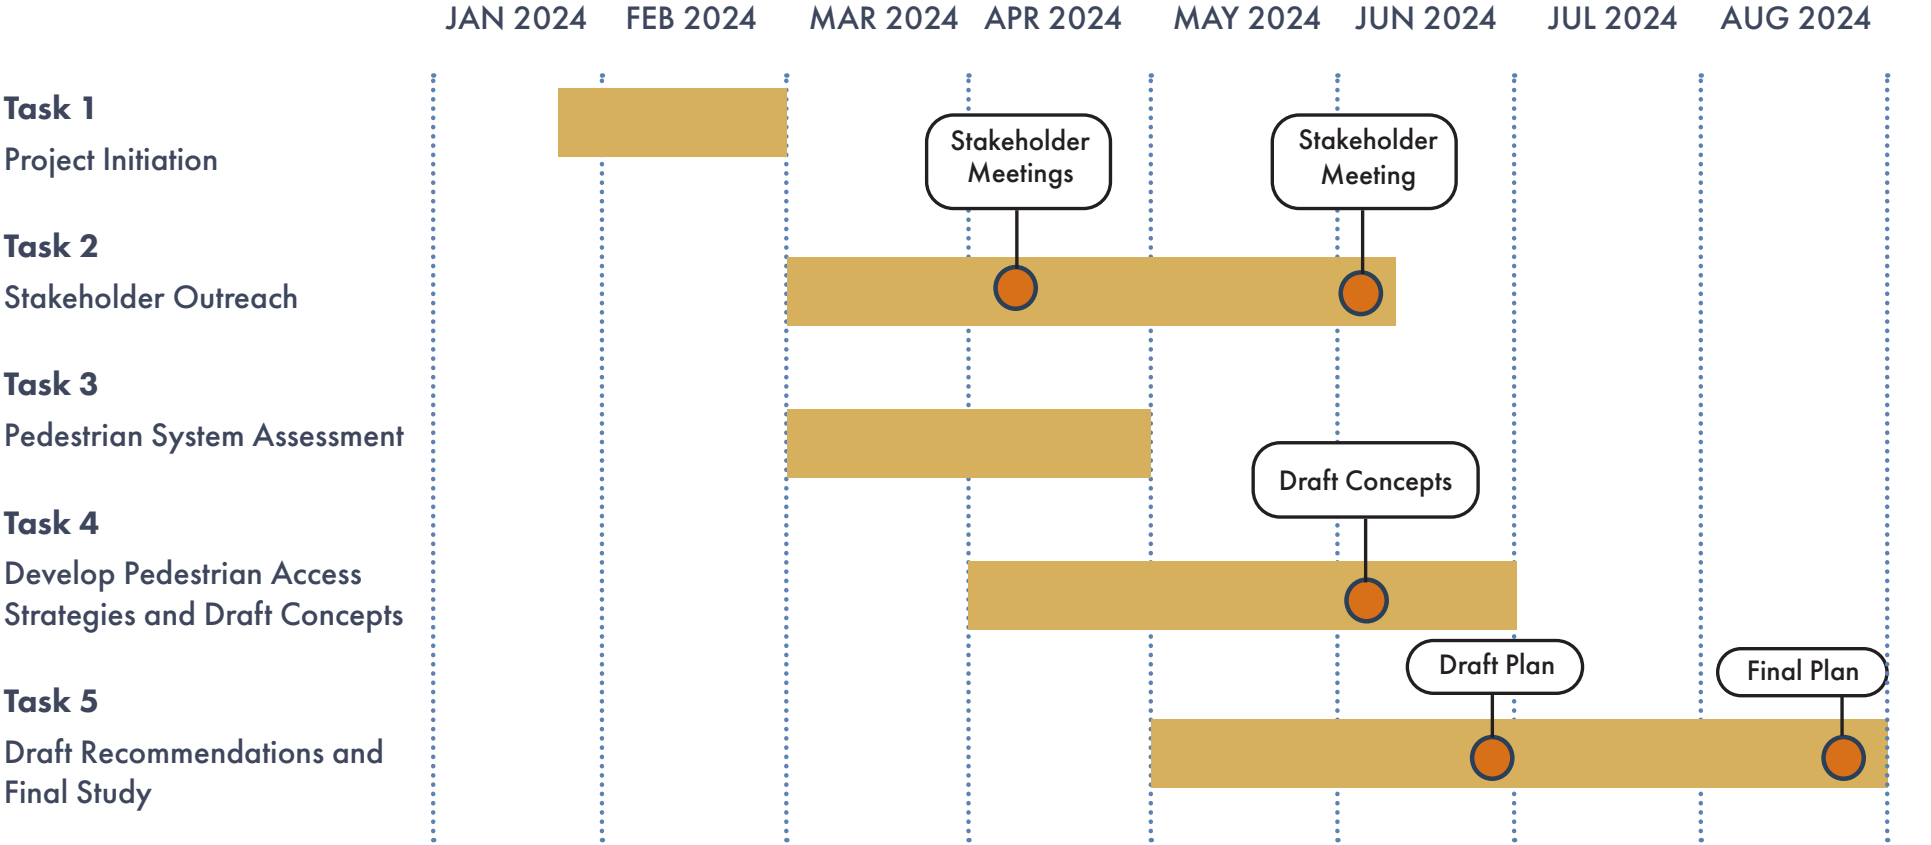 JAN 2024 FEB 2024 MAR 2024 APR 2024 MAY 2024 JUN 2024 JUL 2024 AUG 2024
Task 1
Project Initiation
Stakeholder
Meetings
Stakeholder
Meeting
Task 2
Stakeholder Outreach
Task 3
Pedestrian System Assessment
Draft Concepts
Task 4
Develop Pedestrian Access
Strategies and Draft Concepts
Draft Plan
Final Plan
Task 5
Draft Recommendations and
Final Study